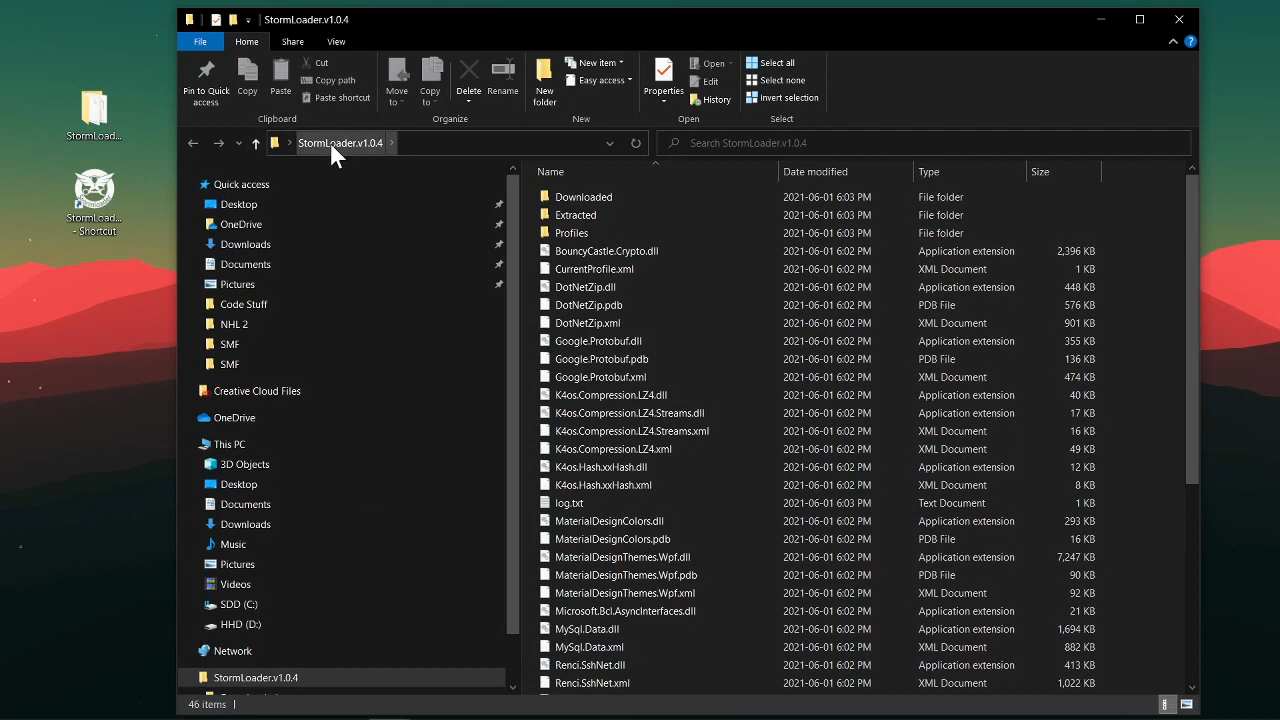 StormLoader.v1.0.4
File Home Share View
Pin to Quick access
Copy
Paste
Cut
Copy path
Paste shortcut
Clipboard
Move to
Copy to
Delete
Rename
Organize
New folder
New item
Easy access
New
Properties
Open
Edit
History
Open
Select all
Select none
Invert selection
Select
StormLoader.v1.0.4
Search StormLoader.v1.0.4
StormLoad...
StormLoad...
- Shortcut
Quick access
Desktop
OneDrive
Downloads
Documents
Pictures
Code Stuff
NHL 2
SMF
SMF
Creative Cloud Files
OneDrive
This PC
3D Objects
Desktop
Documents
Downloads
Music
Pictures
Videos
SDD (C:)
HHD (D:)
Network
StormLoader.v1.0.4
Name Date modified Type Size
Downloaded 2021-06-01 6:03 PM File folder
Extracted 2021-06-01 6:03 PM File folder
Profiles 2021-06-01 6:03 PM File folder
BouncyCastle.Crypto.dll 2021-06-01 6:02 PM Application extension 2,396 KB
CurrentProfile.xml 2021-06-01 6:03 PM XML Document 1 KB
DotNetZip.dll 2021-06-01 6:02 PM Application extension 448 KB
DotNetZip.pdb 2021-06-01 6:02 PM PDB File 576 KB
DotNetZip.xml 2021-06-01 6:02 PM XML Document 901 KB
Google.Protobuf.dll 2021-06-01 6:02 PM Application extension 355 KB
Google.Protobuf.pdb 2021-06-01 6:02 PM PDB File 136 KB
Google.Protobuf.xml 2021-06-01 6:02 PM XML Document 474 KB
K4os.Compression.LZ4.dll 2021-06-01 6:02 PM Application extension 40 KB
K4os.Compression.LZ4.Streams.dll 2021-06-01 6:02 PM Application extension 17 KB
K4os.Compression.LZ4.Streams.xml 2021-06-01 6:02 PM XML Document 16 KB
K4os.Compression.LZ4.xml 2021-06-01 6:02 PM XML Document 49 KB
K4os.Hash.xxHash.dll 2021-06-01 6:02 PM Application extension 12 KB
K4os.Hash.xxHash.xml 2021-06-01 6:02 PM XML Document 8 KB
log.txt 2021-06-01 6:03 PM Text Document 1 KB
MaterialDesignColors.dll 2021-06-01 6:02 PM Application extension 293 KB
MaterialDesignColors.pdb 2021-06-01 6:02 PM PDB File 16 KB
MaterialDesignThemes.Wpf.dll 2021-06-01 6:02 PM Application extension 7,247 KB
MaterialDesignThemes.Wpf.pdb 2021-06-01 6:02 PM PDB File 90 KB
MaterialDesignThemes.Wpf.xml 2021-06-01 6:02 PM XML Document 92 KB
Microsoft.Bcl.AsyncInterfaces.dll 2021-06-01 6:02 PM Application extension 21 KB
MySql.Data.dll 2021-06-01 6:02 PM Application extension 1,694 KB
MySql.Data.xml 2021-06-01 6:02 PM XML Document 882 KB
Renci.SshNet.dll 2021-06-01 6:02 PM Application extension 413 KB
Renci.SshNet.xml 2021-06-01 6:02 PM XML Document 1,022 KB
46 items